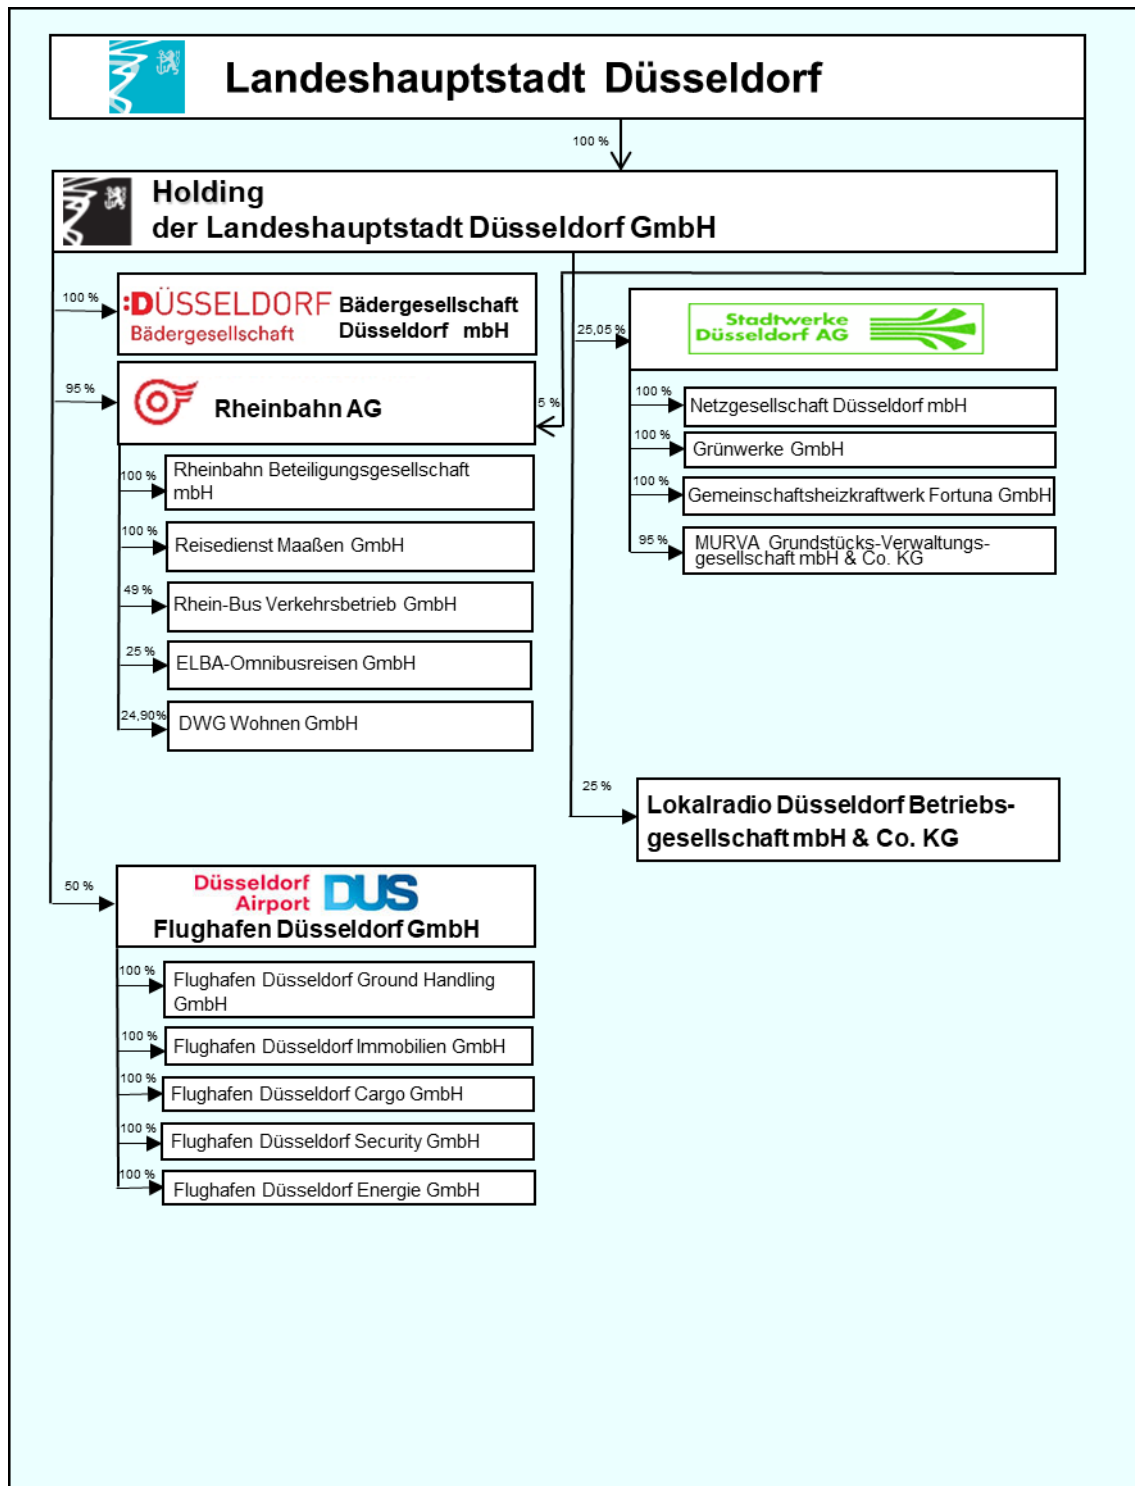 Landeshauptstadt Düsseldorf
100 %
Holding
der Landeshauptstadt Düsseldorf GmbH
100 %
:DÜSSELDORF
Bädergesellschaft
Bädergesellschaft
Düsseldorf mbH
95 %
Rheinbahn AG
5 %
100 %
Rheinbahn Beteiligungsgesellschaft
mbH
100 %
Reisedienst Maaßen GmbH
49 %
Rhein-Bus Verkehrsbetrieb GmbH
25 %
ELBA-Omnibusreisen GmbH
24,90%
DWG Wohnen GmbH
25,05 %
Stadtwerke
Düsseldorf AG
100 %
Netzgesellschaft Düsseldorf mbH
100 %
Grünwerke GmbH
100 %
Gemeinschaftsheizkraftwerk Fortuna GmbH
95 %
MURVA Grundstücks-Verwaltungs-
gesellschaft mbH & Co. KG
25 %
Lokalradio Düsseldorf Betriebs-
gesellschaft mbH & Co. KG
50 %
Düsseldorf
Airport
DUS
Flughafen Düsseldorf GmbH
100 %
Flughafen Düsseldorf Ground Handling
GmbH
100 %
Flughafen Düsseldorf Immobilien GmbH
100 %
Flughafen Düsseldorf Cargo GmbH
100 %
Flughafen Düsseldorf Security GmbH
100 %
Flughafen Düsseldorf Energie GmbH